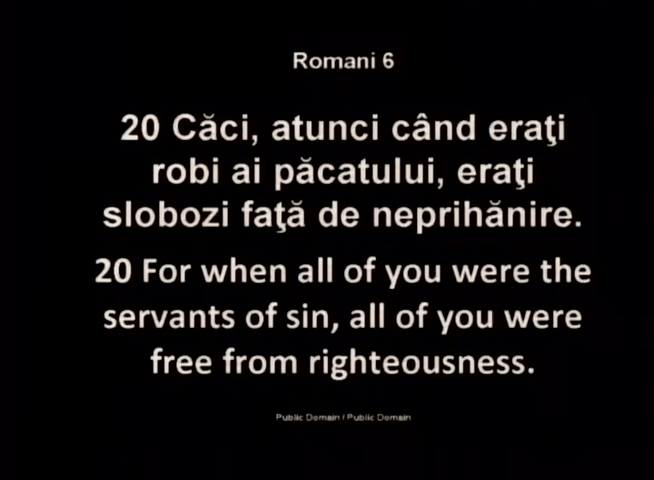 Romani 6
20 Căci, atunci când eraţi
robi ai păcatului, eraţi
slobozi faţă de neprihănire.
20 For when all of you were the
servants of sin, all of you were
free from righteousness.
Public Domain / Public Domain